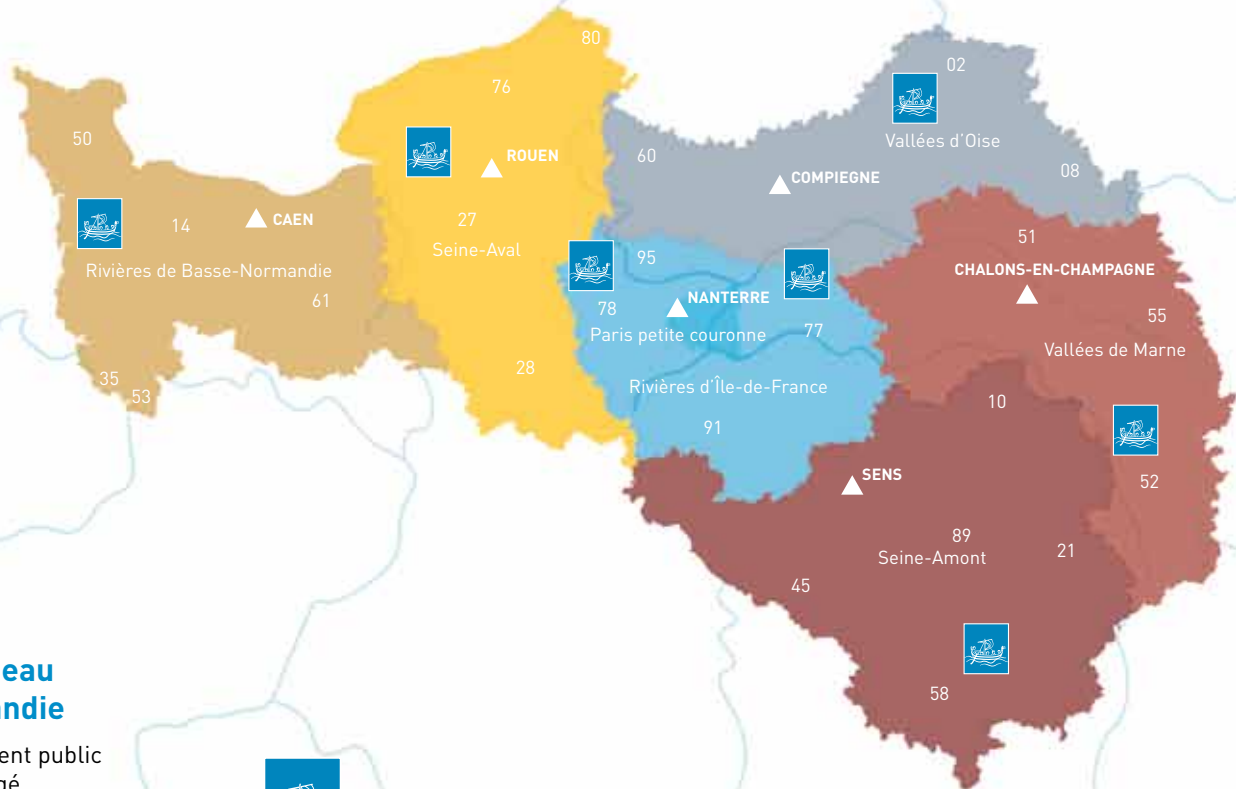 80
76
02
50
Vallées d'Oise
60
ROUEN
08
COMPIEGNE
14
CAEN
27
51
Seine-Aval
95
Rivières de Basse-Normandie
CHALONS-EN-CHAMPAGNE
61
78
NANTERRE
55
Paris petite couronne
77
Vallées de Marne
28
35
Rivières d'Île-de-France
53
10
91
SENS
52
89
21
Seine-Amont
45
58
eau
andie
ent public
gé